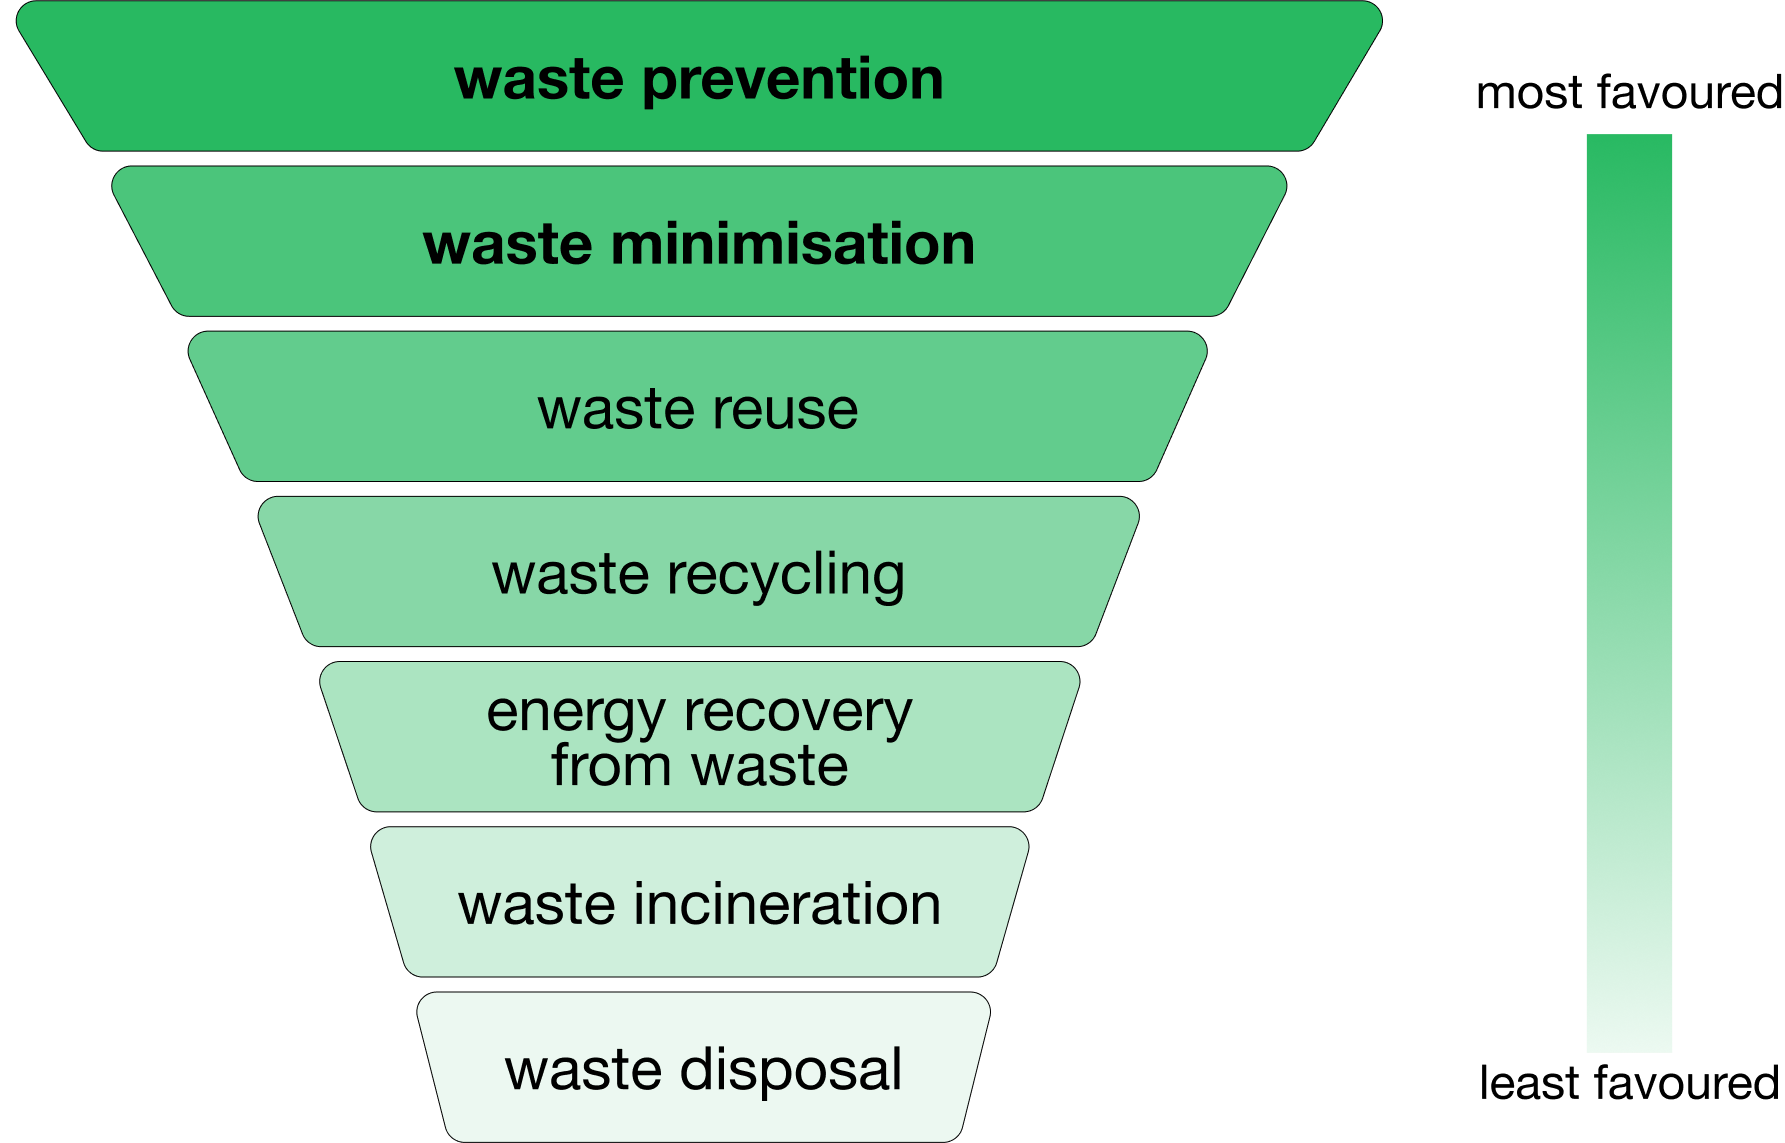 waste prevention
waste minimisation
waste reuse
waste recycling
energy recovery
from waste
waste incineration
waste disposal
most favoured
least favoured